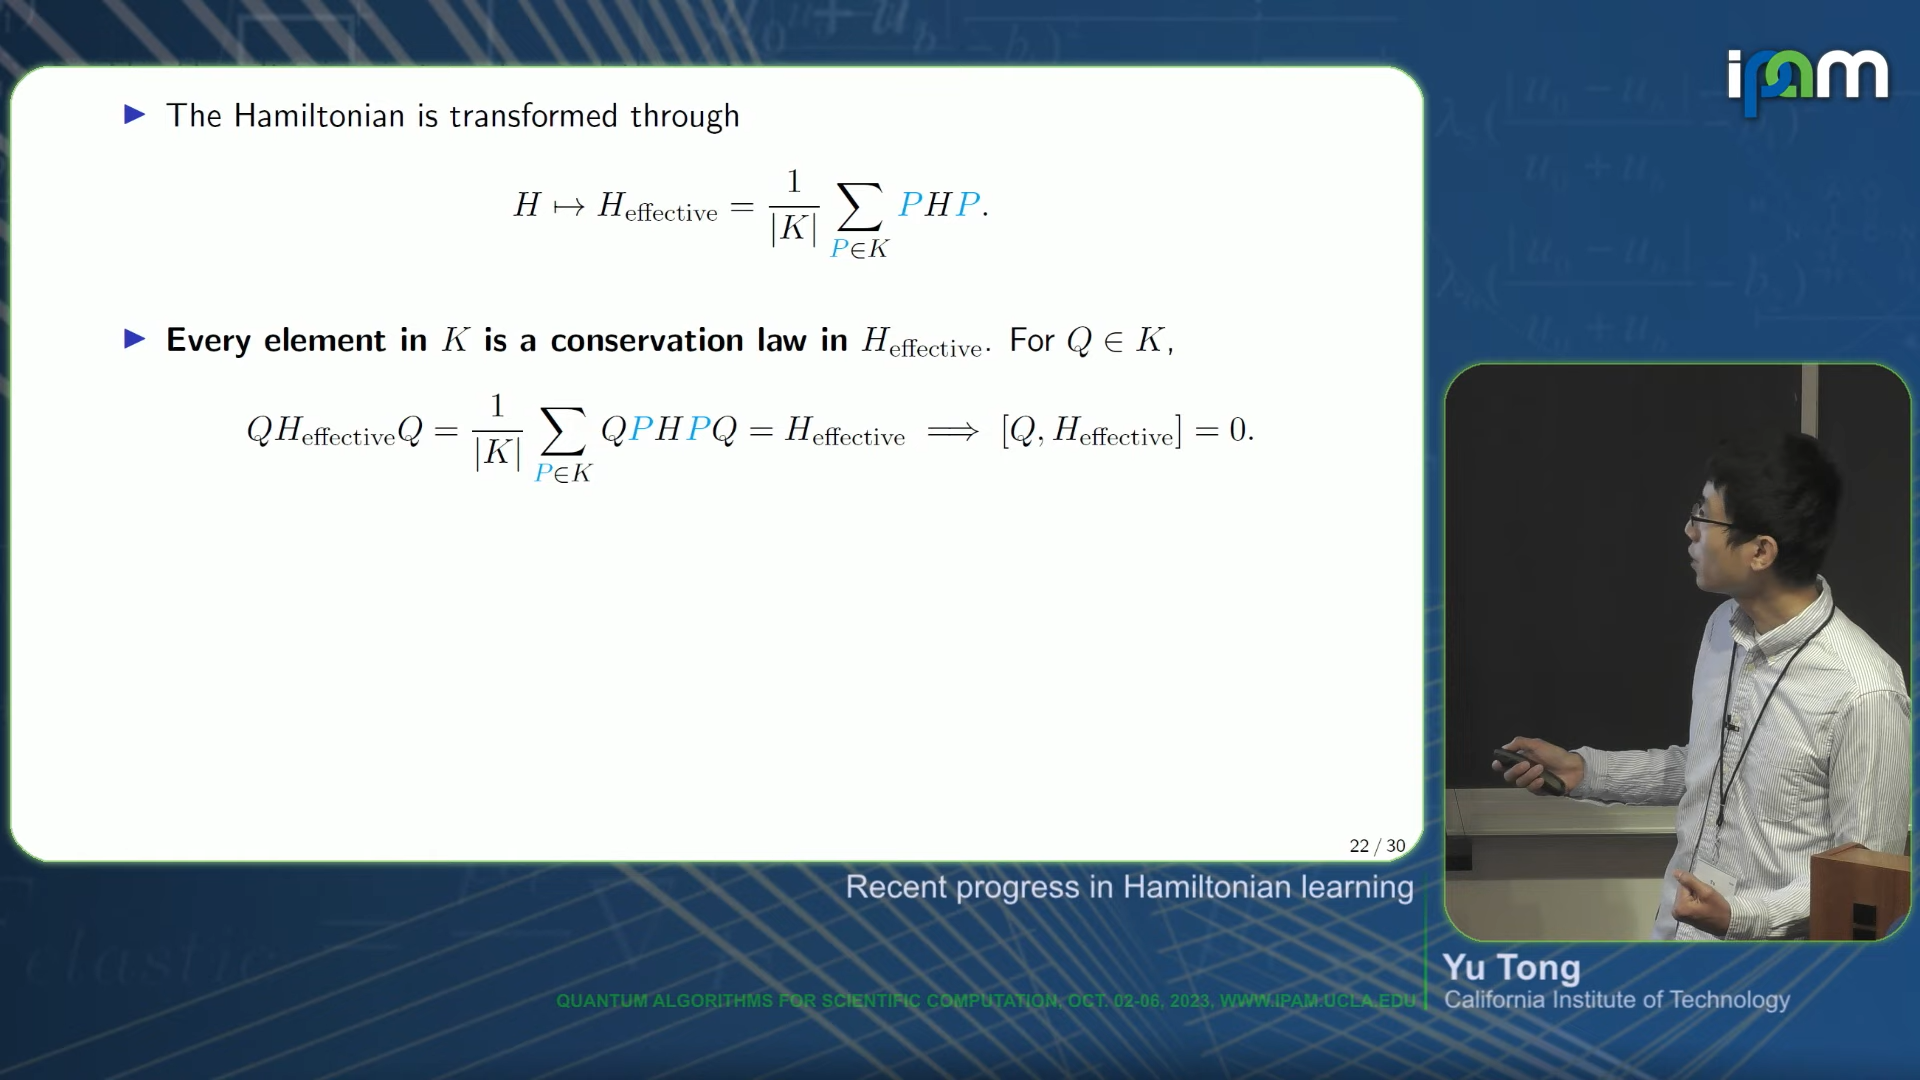 ipam
▶ The Hamiltonian is transformed through
H ↦ H_effective = 1/|K| ∑_{P∈K} PHP.
▶ Every element in K is a conservation law in H_effective. For Q ∈ K,
QH_effectiveQ = 1/|K| ∑_{P∈K} QPHPQ = H_effective ⟹ [Q, H_effective] = 0.
22 / 30
Recent progress in Hamiltonian learning
Yu Tong
California Institute of Technology
QUANTUM ALGORITHMS FOR SCIENTIFIC COMPUTATION, OCT. 02-06, 2023, WWW.IPAM.UCLA.EDU
clastic